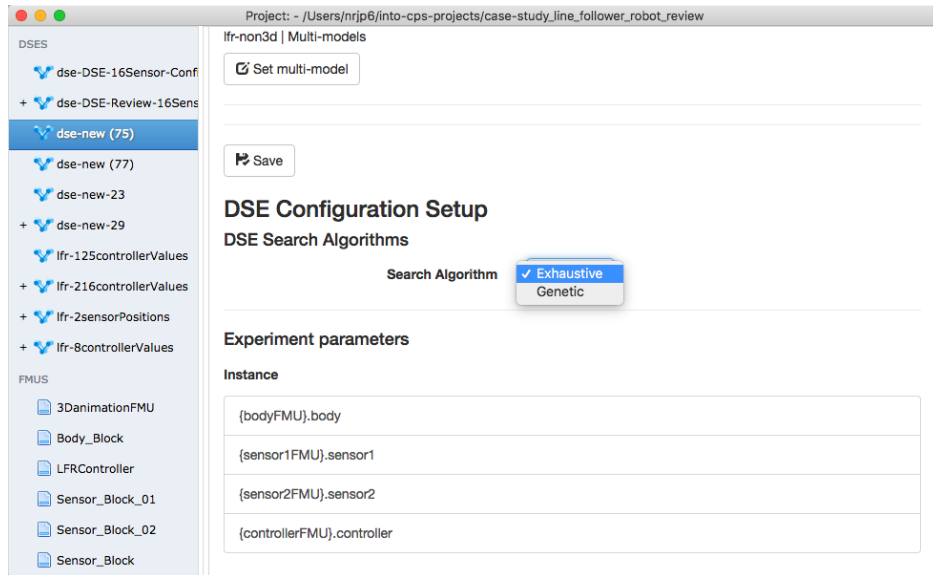 Project: - /Users/nrjp6/into-cps-projects/case-study_line_follower_robot_review
DSES
dse-DSE-16Sensor-Confi
+ dse-DSE-Review-16Sens
dse-new (75)
dse-new (77)
dse-new-23
+ dse-new-29
lfr-125controllerValues
+ lfr-216controllerValues
+ lfr-2sensorPositions
+ lfr-8controllerValues
FMUS
3DanimationFMU
Body_Block
LFRController
Sensor_Block_01
Sensor_Block_02
Sensor_Block
lfr-non3d | Multi-models
Set multi-model
Save
DSE Configuration Setup
DSE Search Algorithms
Search Algorithm
✓ Exhaustive
Genetic
Experiment parameters
Instance
{bodyFMU}.body
{sensor1FMU}.sensor1
{sensor2FMU}.sensor2
{controllerFMU}.controller